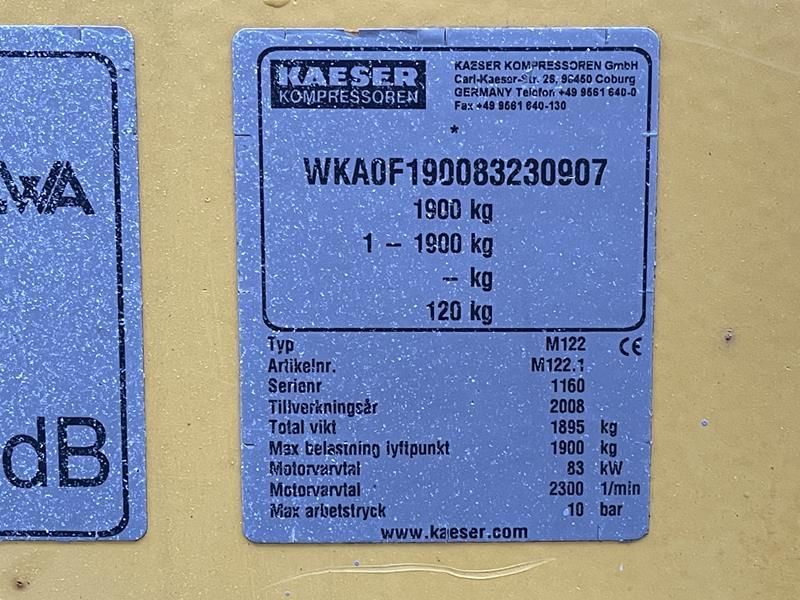 KAESER
KOMPRESSOREN
KAESER KOMPRESSOREN GmbH
Carl-Kaeser-Str. 26, 96450 Coburg
GERMANY Telefon +49 9561 640-0
Fax +49 9561 640-130
*
WKA0F190083230907
1900 kg
1 – 1900 kg
– kg
120 kg
Typ M122 CE
Artikelnr. M122.1
Serienr 1160
Tillverkningsår 2008
Total vikt 1895 kg
Max belastning lyftpunkt 1900 kg
Motorvarvtal 83 kW
Motorvarvtal 2300 1/min
Max arbetstryck 10 bar
www.kaeser.com
WA
dB